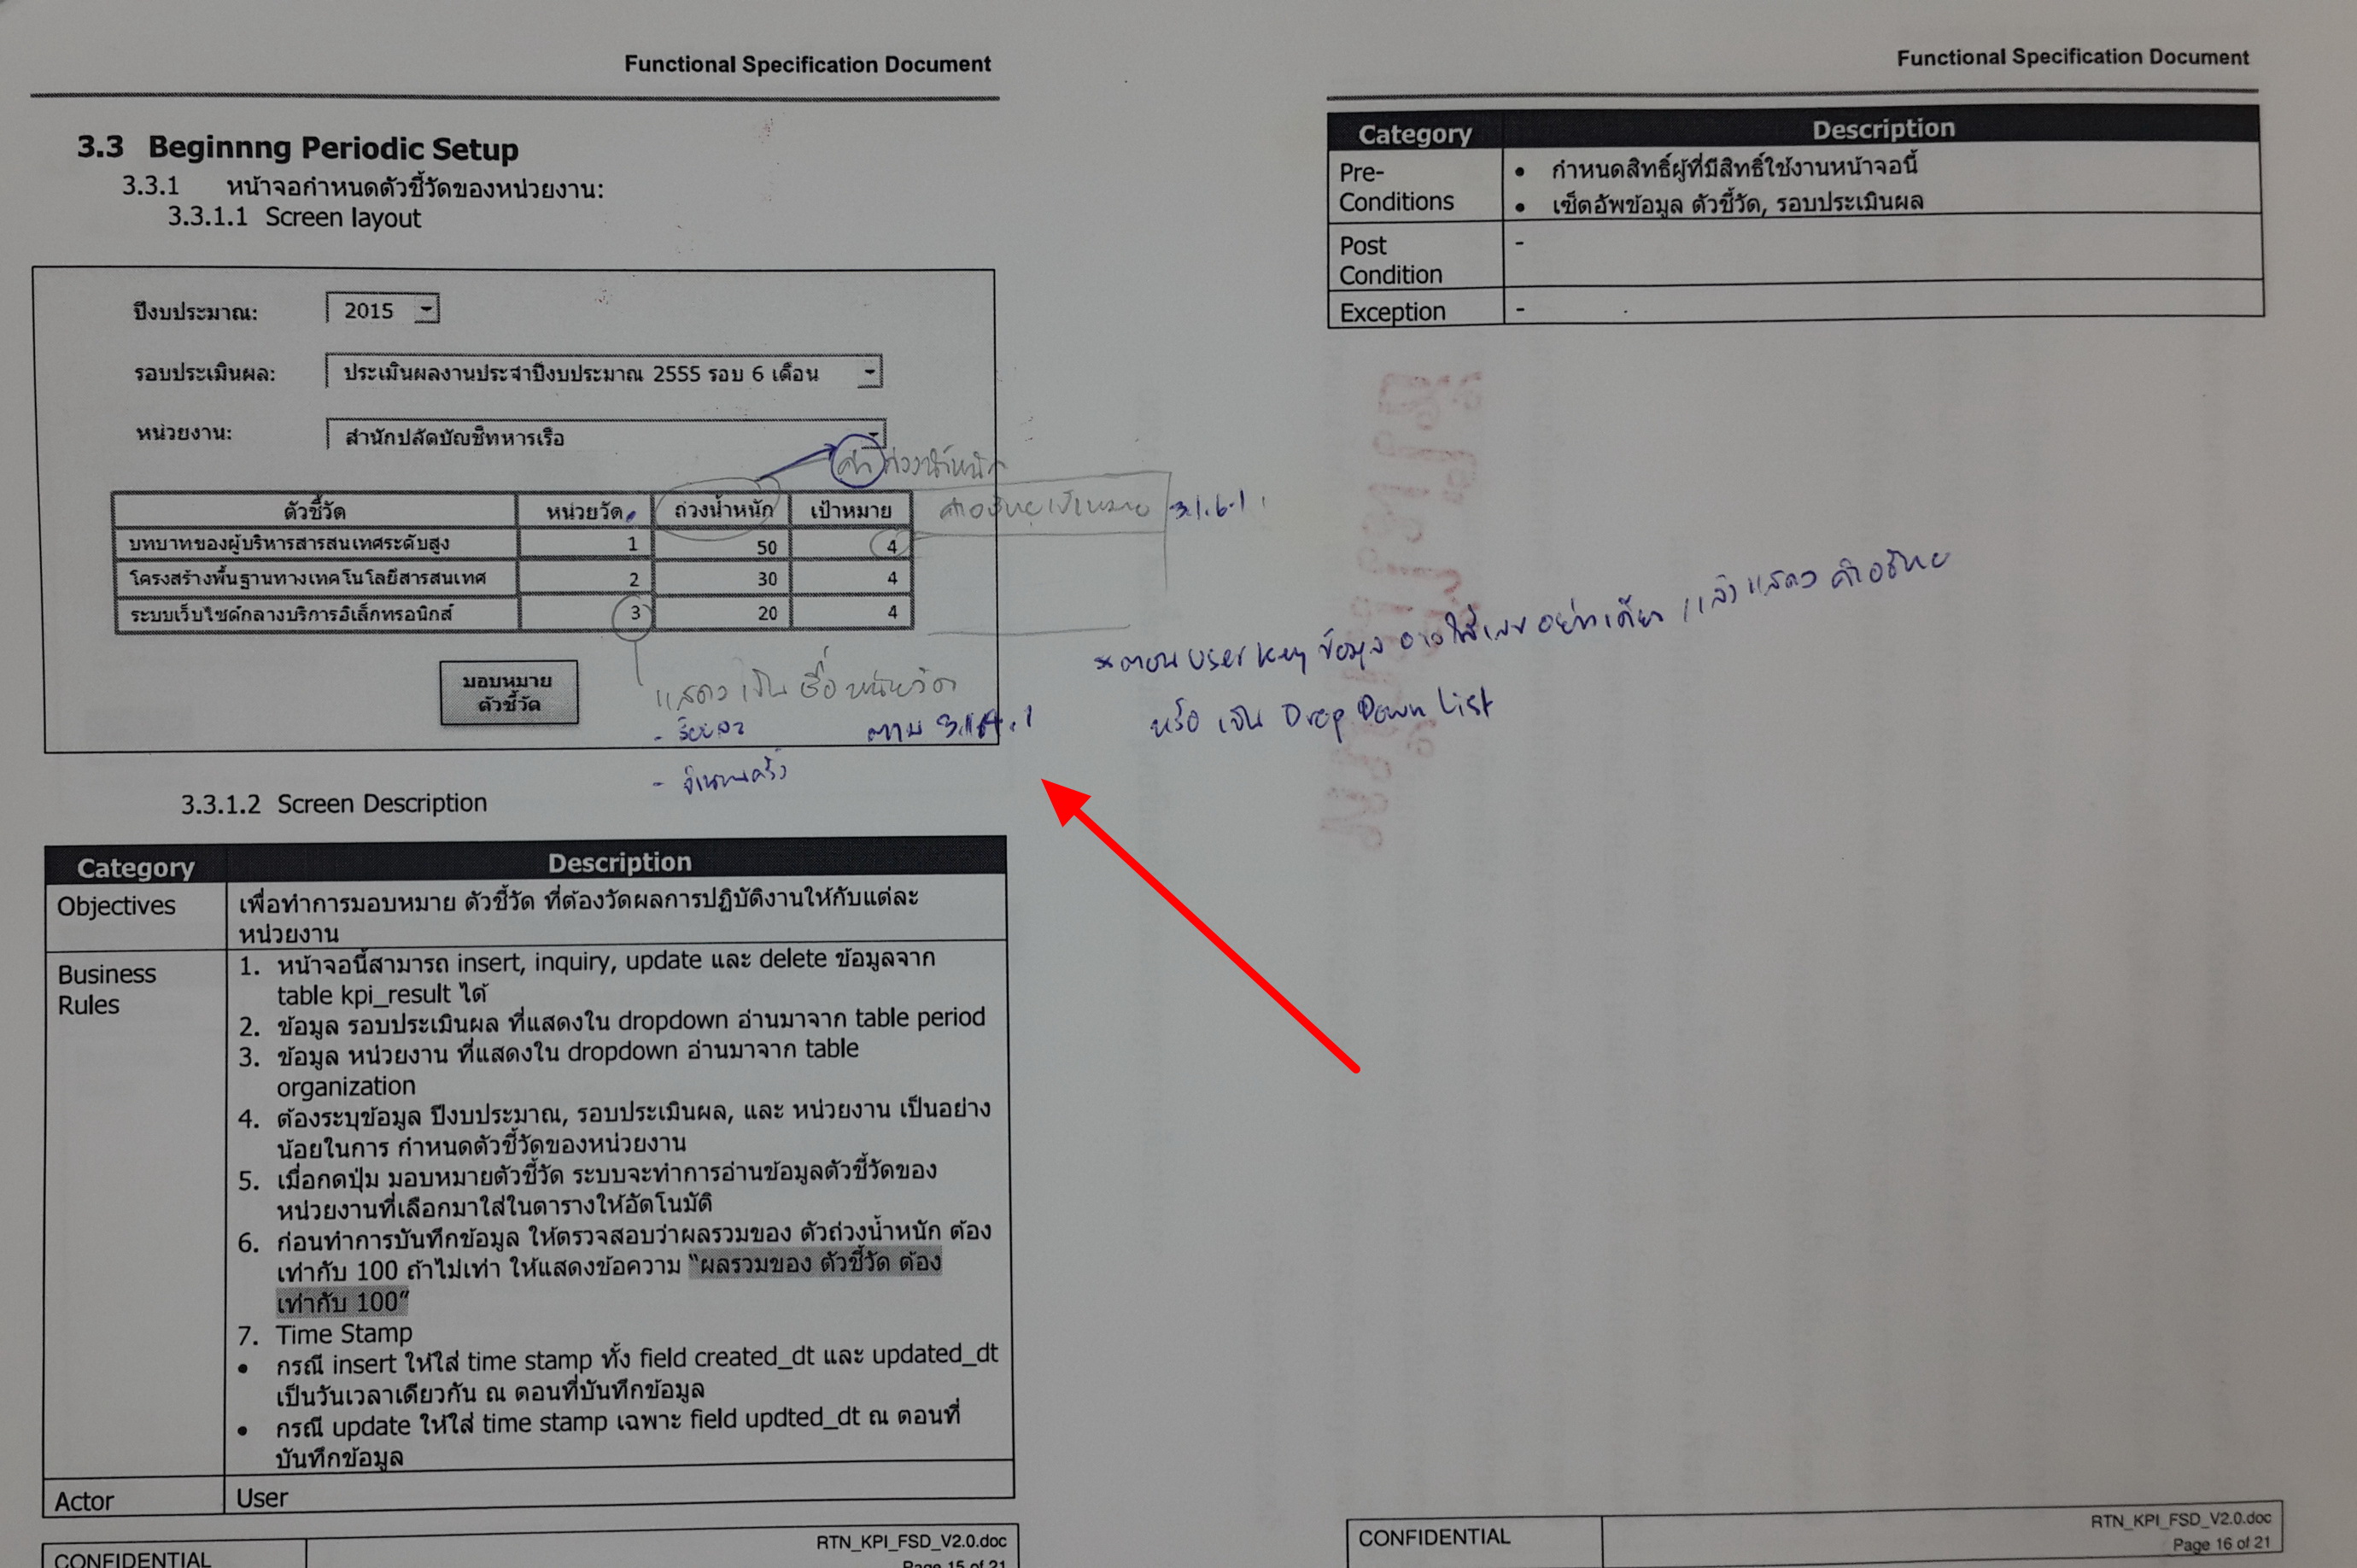 Functional Specification Document
3.3 Beginnng Periodic Setup
3.3.1 หน้าจอกำหนดตัวชี้วัดของหน่วยงาน:
3.3.1.1 Screen layout
ปีงบประมาณ: 2015
รอบประเมินผล: ประเมินผลงานประจำปีงบประมาณ 2555 รอบ 6 เดือน
หน่วยงาน: สำนักปลัดบัญชีทหารเรือ
ค่าถ่วงน้ำหนัก
ตัวชี้วัด หน่วยวัด ถ่วงน้ำหนัก เป้าหมาย คำอธิบายเป้าหมาย 3.1.6.1
บทบาทของผู้บริหารสารสนเทศระดับสูง 1 50 4
โครงสร้างพื้นฐานทางเทคโนโลยีสารสนเทศ 2 30 4
ระบบเว็บไซต์กลางบริการอิเล็กทรอนิกส์ 3 20 4
มอบหมาย
ตัวชี้วัด
แสดงเป็นชื่อหน่วยวัด
- ร้อยละ ตาม
- จำนวนครั้ง
3.3.1.2 Screen Description
Category Description
Objectives เพื่อทำการมอบหมาย ตัวชี้วัด ที่ต้องวัดผลการปฏิบัติงานให้กับแต่ละ
หน่วยงาน
Business 1. หน้าจอนี้สามารถ insert, inquiry, update และ delete ข้อมูลจาก
Rules table kpi_result ได้
2. ข้อมูล รอบประเมินผล ที่แสดงใน dropdown อ่านมาจาก table period
3. ข้อมูล หน่วยงาน ที่แสดงใน dropdown อ่านมาจาก table
organization
4. ต้องระบุข้อมูล ปีงบประมาณ, รอบประเมินผล, และ หน่วยงาน เป็นอย่าง
น้อยในการ กำหนดตัวชี้วัดของหน่วยงาน
5. เมื่อกดปุ่ม มอบหมายตัวชี้วัด ระบบจะทำการอ่านข้อมูลตัวชี้วัดของ
หน่วยงานที่เลือกมาใส่ในตารางให้อัตโนมัติ
6. ก่อนทำการบันทึกข้อมูล ให้ตรวจสอบว่าผลรวมของ ตัวถ่วงน้ำหนัก ต้อง
เท่ากับ 100 ถ้าไม่เท่า ให้แสดงข้อความ “ผลรวมของ ตัวชี้วัด ต้อง
เท่ากับ 100”
7. Time Stamp
• กรณี insert ให้ใส่ time stamp ทั้ง field created_dt และ updated_dt
เป็นวันเวลาเดียวกัน ณ ตอนที่บันทึกข้อมูล
• กรณี update ให้ใส่ time stamp เฉพาะ field updted_dt ณ ตอนที่
บันทึกข้อมูล
Actor User
CONFIDENTIAL RTN_KPI_FSD_V2.0.doc
Page 15 of 21
Functional Specification Document
Category Description
Pre- • กำหนดสิทธิ์ผู้ที่มีสิทธิ์ใช้งานหน้าจอนี้
Conditions • เซ็ตอัพข้อมูล ตัวชี้วัด, รอบประเมินผล
Post -
Condition
Exception -
*ตอน User key ข้อมูล อาจใส่เลขอย่างเดียว แล้วแสดง คำอธิบาย
หรือ เป็น Drop Down List
CONFIDENTIAL RTN_KPI_FSD_V2.0.doc
Page 16 of 21